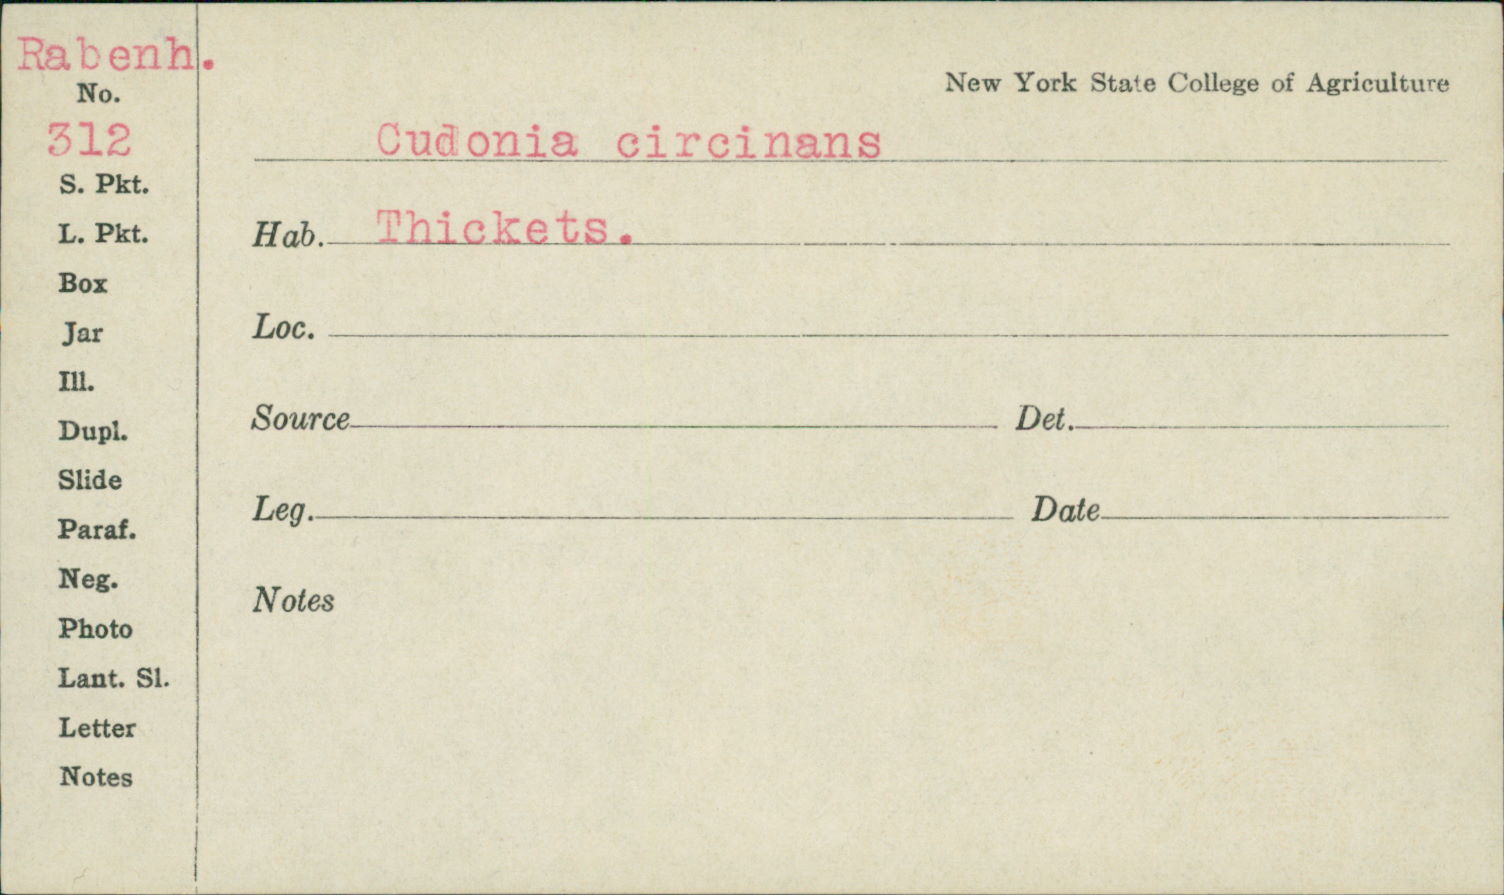 Rabenh.
No.
312
S. Pkt.
L. Pkt.
Box
Jar
Ill.
Dupl.
Slide
Paraf.
Neg.
Photo
Lant. Sl.
Letter
Notes
New York State College of Agriculture
Cudonia circinans
Hab. Thickets.
Loc.
Source Det.
Leg. Date
Notes